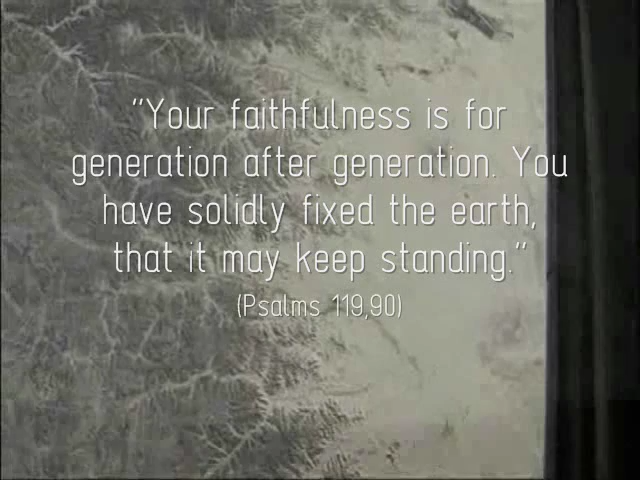 "Your faithfulness is for
generation after generation. You
have solidly fixed the earth,
that it may keep standing."
(Psalms 119,90)